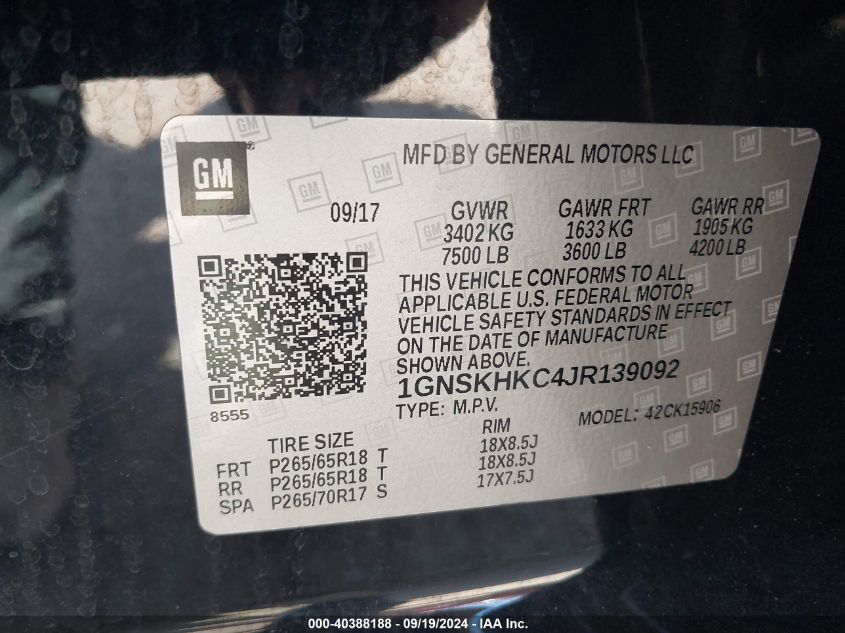 GM
MFD BY GENERAL MOTORS LLC
09/17 GVWR GAWR FRT GAWR RR
3402 KG 1633 KG 1905 KG
7500 LB 3600 LB 4200 LB
THIS VEHICLE CONFORMS TO ALL
APPLICABLE U.S. FEDERAL MOTOR
VEHICLE SAFETY STANDARDS IN EFFECT
ON THE DATE OF MANUFACTURE
SHOWN ABOVE.
1GNSKHKC4JR139092
8555
TYPE: M.P.V. MODEL: 42CK15906
TIRE SIZE RIM
FRT P265/65R18 T 18X8.5J
RR P265/65R18 T 18X8.5J
SPA P265/70R17 S 17X7.5J
000-40388188 - 09/19/2024 - IAA Inc.